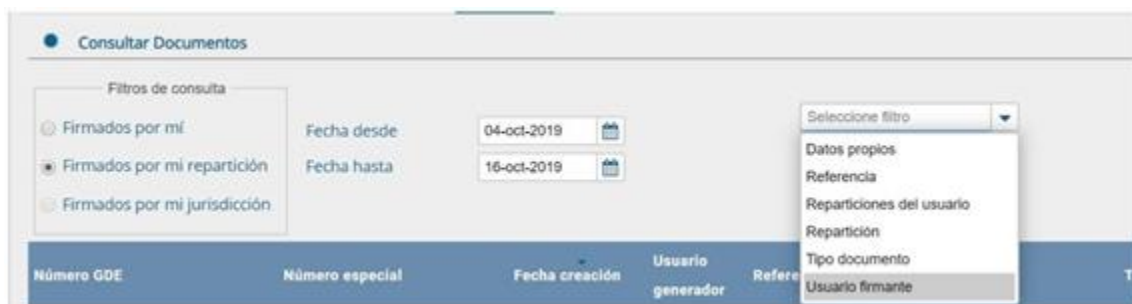 Consultar Documentos
Filtros de consulta
Firmados por mí
Firmados por mi repartición
Firmados por mi jurisdicción
Fecha desde
04-oct-2019
Fecha hasta
16-oct-2019
Seleccione filtro
Datos propios
Referencia
Reparticiones del usuario
Repartición
Tipo documento
Usuario firmante
Número GDE
Número especial
Fecha creación
Usuario
generador
Refere
T